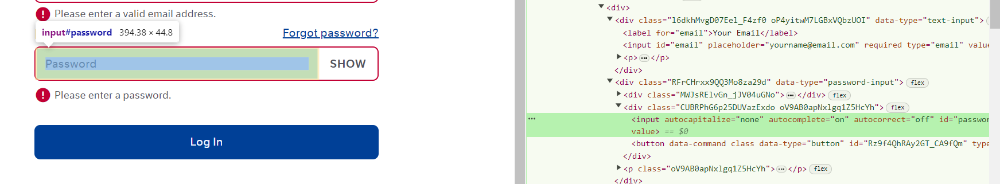 Please enter a valid email address.
input#password 394.38 × 44.8
Forgot password?
Password SHOW
Please enter a password.
Log In
<div>
<div class="l6dkhMvgD07Eel_F4zf0 oP4yitwM7LGBxVQbzUOI" data-type="text-input">
<label for="email">Your Email</label>
<input id="email" placeholder="yourname@email.com" required type="email" value
<p> ⋯ </p>
</div>
<div class="RFrCHrxx9QQ3Mo8za29d" data-type="password-input"> flex
<div class="MWJsRElvGn_jJV04uGNo"> ⋯ </div> flex
<div class="CUBRPhG6p25DUVazExdo oV9AB0apNxlgq1Z5HcYh"> flex
<input autocapitalize="none" autocomplete="on" autocorrect="off" id="passwor
value> == $0
<button data-command class data-type="button" id="Rz9f4QhRAy2GT_CA9fQm" type
</div>
<p class="oV9AB0apNxlgq1Z5HcYh"> ⋯ </p> flex
</div>